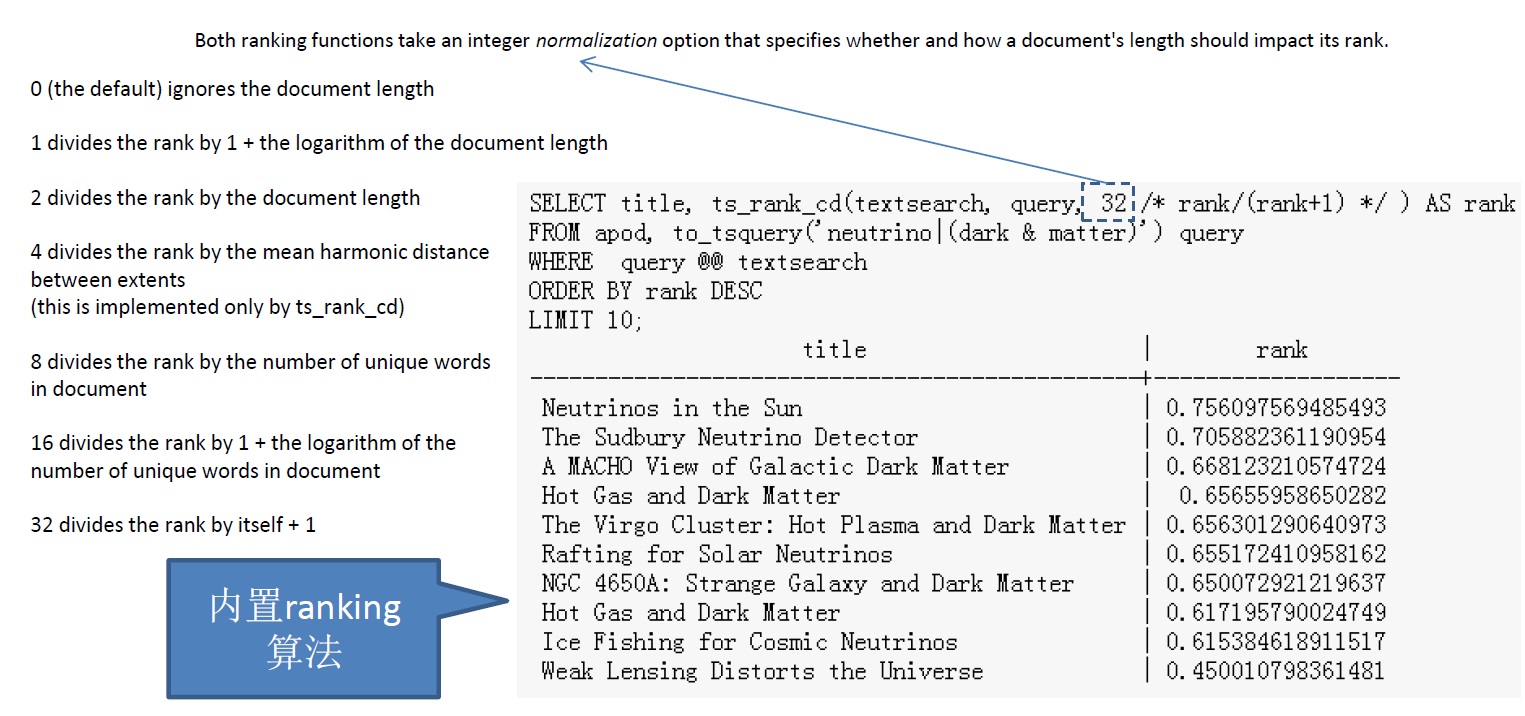 Both ranking functions take an integer normalization option that specifies whether and how a document's length should impact its rank.
0 (the default) ignores the document length
1 divides the rank by 1 + the logarithm of the document length
2 divides the rank by the document length
4 divides the rank by the mean harmonic distance
between extents
(this is implemented only by ts_rank_cd)
8 divides the rank by the number of unique words
in document
16 divides the rank by 1 + the logarithm of the
number of unique words in document
32 divides the rank by itself + 1
内置ranking
算法
SELECT title, ts_rank_cd(textsearch, query, 32 /* rank/(rank+1) */ ) AS rank
FROM apod, to_tsquery('neutrino|(dark & matter)') query
WHERE  query @@ textsearch
ORDER BY rank DESC
LIMIT 10;
title | rank
-----------------------------------------------+-------------------
Neutrinos in the Sun | 0.756097569485493
The Sudbury Neutrino Detector | 0.705882361190954
A MACHO View of Galactic Dark Matter | 0.668123210574724
Hot Gas and Dark Matter | 0.65655958650282
The Virgo Cluster: Hot Plasma and Dark Matter | 0.656301290640973
Rafting for Solar Neutrinos | 0.655172410958162
NGC 4650A: Strange Galaxy and Dark Matter | 0.650072921219637
Hot Gas and Dark Matter | 0.617195790024749
Ice Fishing for Cosmic Neutrinos | 0.615384618911517
Weak Lensing Distorts the Universe | 0.450010798361481